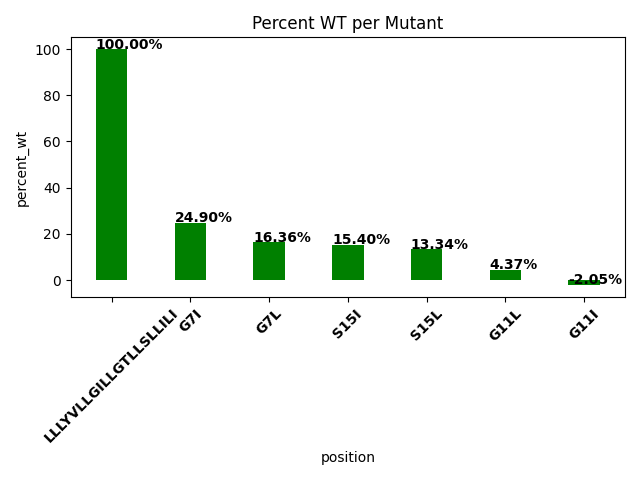 Percent WT per Mutant
percent_wt
100
80
60
40
20
0
100.00%
24.90%
16.36%
15.40%
13.34%
4.37%
-2.05%
LLLYVLLGILLGTLLSLLILI
G7I
G7L
S15I
S15L
G11L
G11I
position